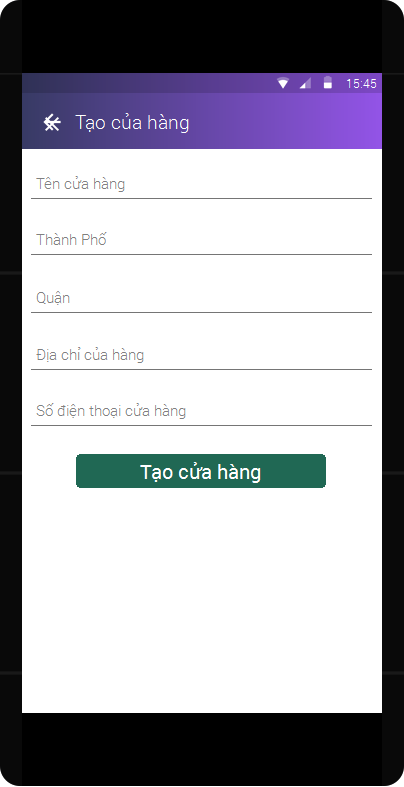 15:45
Tạo của hàng
Tên cửa hàng
Thành Phố
Quận
Địa chỉ của hàng
Số điện thoại cửa hàng
Tạo cửa hàng